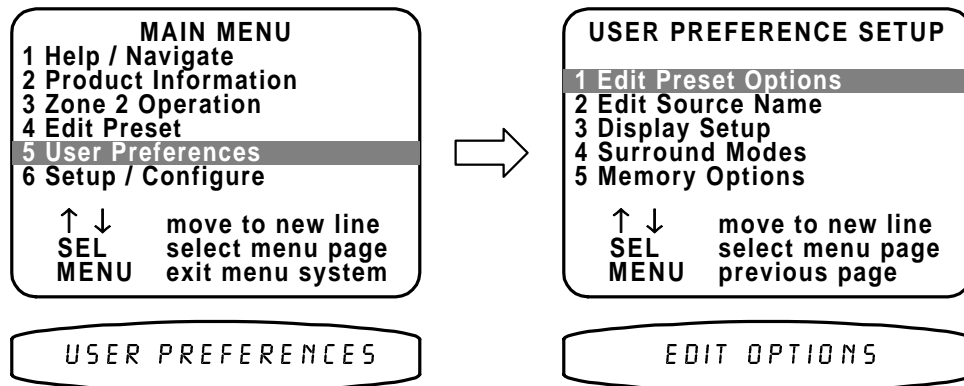 MAIN MENU
1 Help / Navigate
2 Product Information
3 Zone 2 Operation
4 Edit Preset
5 User Preferences
6 Setup / Configure
↑ ↓ move to new line
SEL select menu page
MENU exit menu system
USER PREFERENCES
USER PREFERENCE SETUP
1 Edit Preset Options
2 Edit Source Name
3 Display Setup
4 Surround Modes
5 Memory Options
↑ ↓ move to new line
SEL select menu page
MENU previous page
EDIT OPTIONS